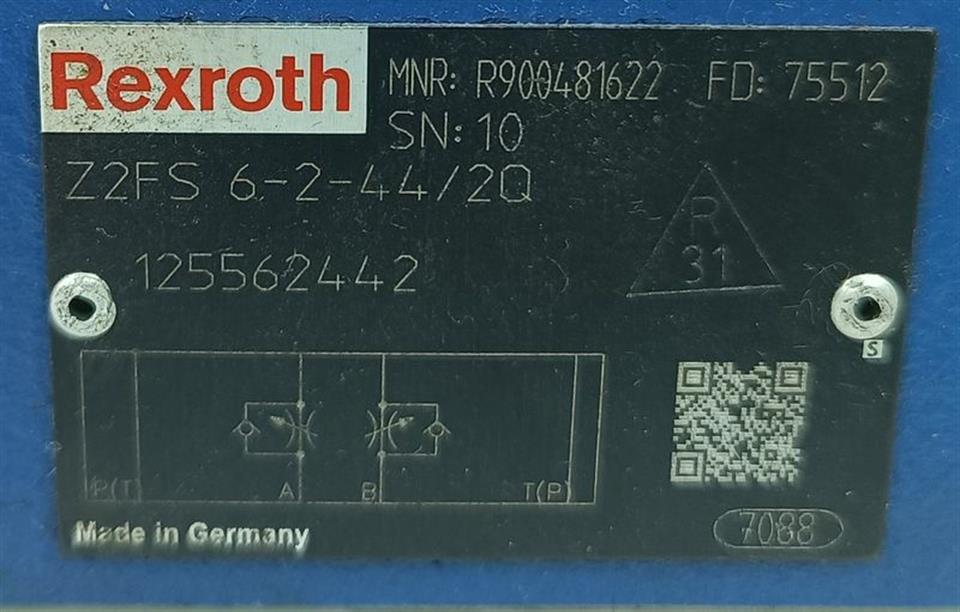 Rexroth
MNR: R900481622 FD: 75512
SN: 10
Z2FS 6-2-44/2Q
R
31
125562442
S
P(T) A B T(P)
Made in Germany
7088